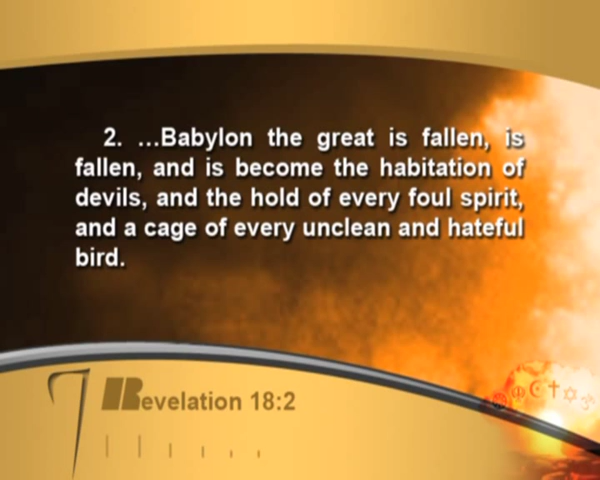 2. ...Babylon the great is fallen, is
fallen, and is become the habitation of
devils, and the hold of every foul spirit,
and a cage of every unclean and hateful
bird.
Revelation 18:2